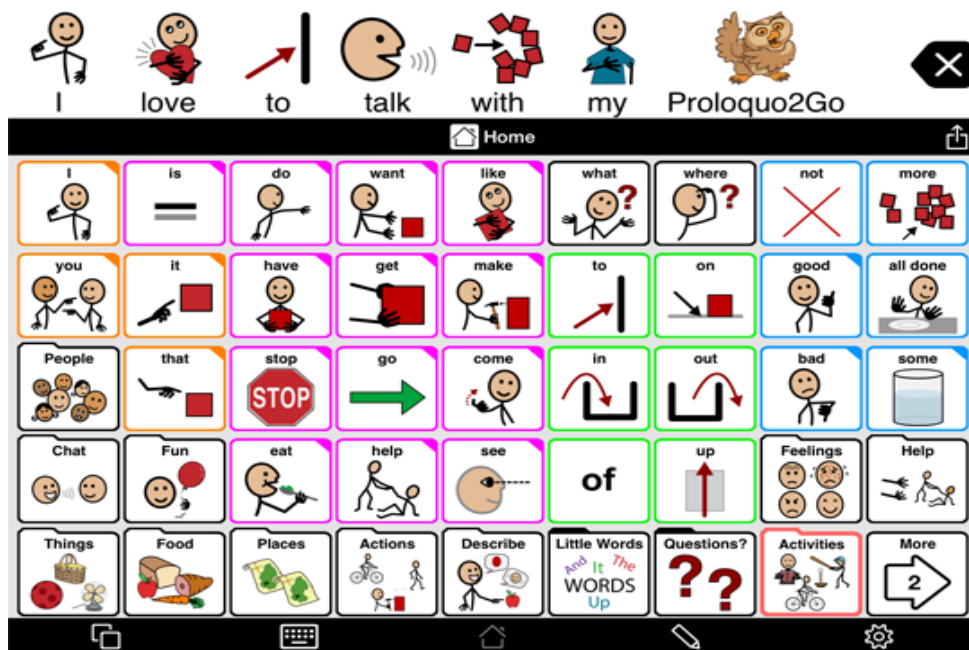 I love to talk with my Proloquo2Go
Home
I is do want like what where not more
you it have get make to on good all done
People that stop go come in out bad some
STOP
Chat Fun eat help see of up Feelings Help
Things Food Places Actions Describe Little Words Questions? Activities More
And It The
WORDS
Up
2